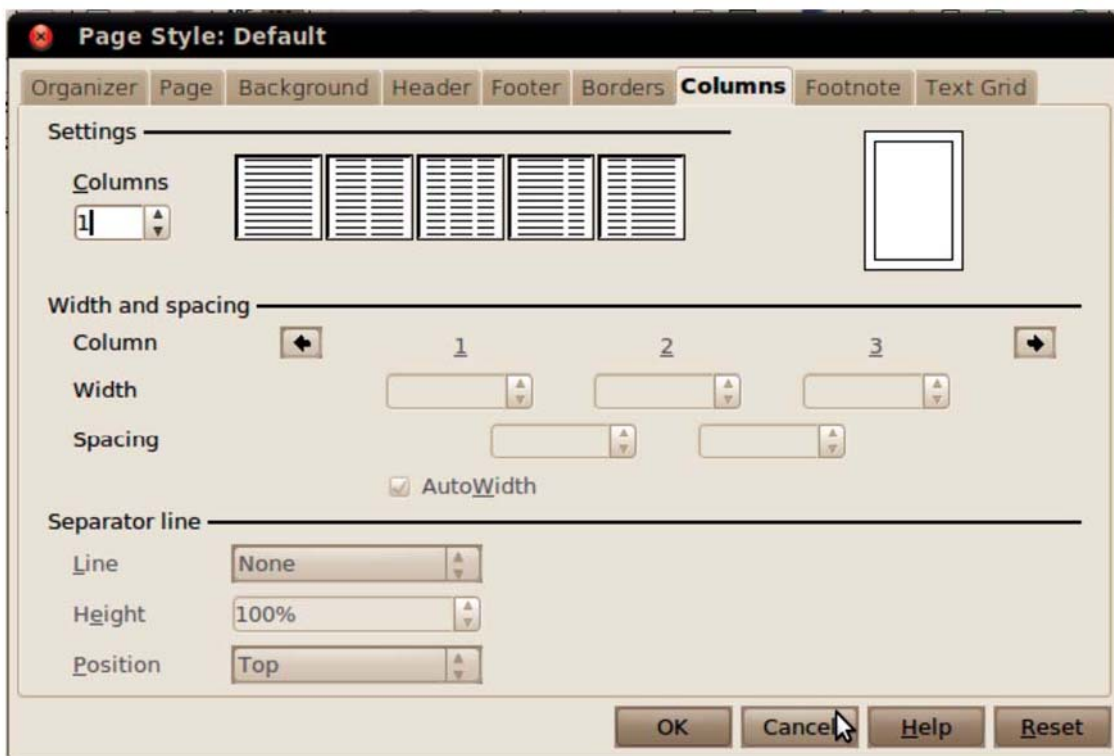 Page Style: Default
Organizer Page Background Header Footer Borders Columns Footnote Text Grid
Settings
Columns
1
Width and spacing
Column 1 2 3
Width
Spacing
AutoWidth
Separator line
Line None
Height 100%
Position Top
OK Cancel Help Reset